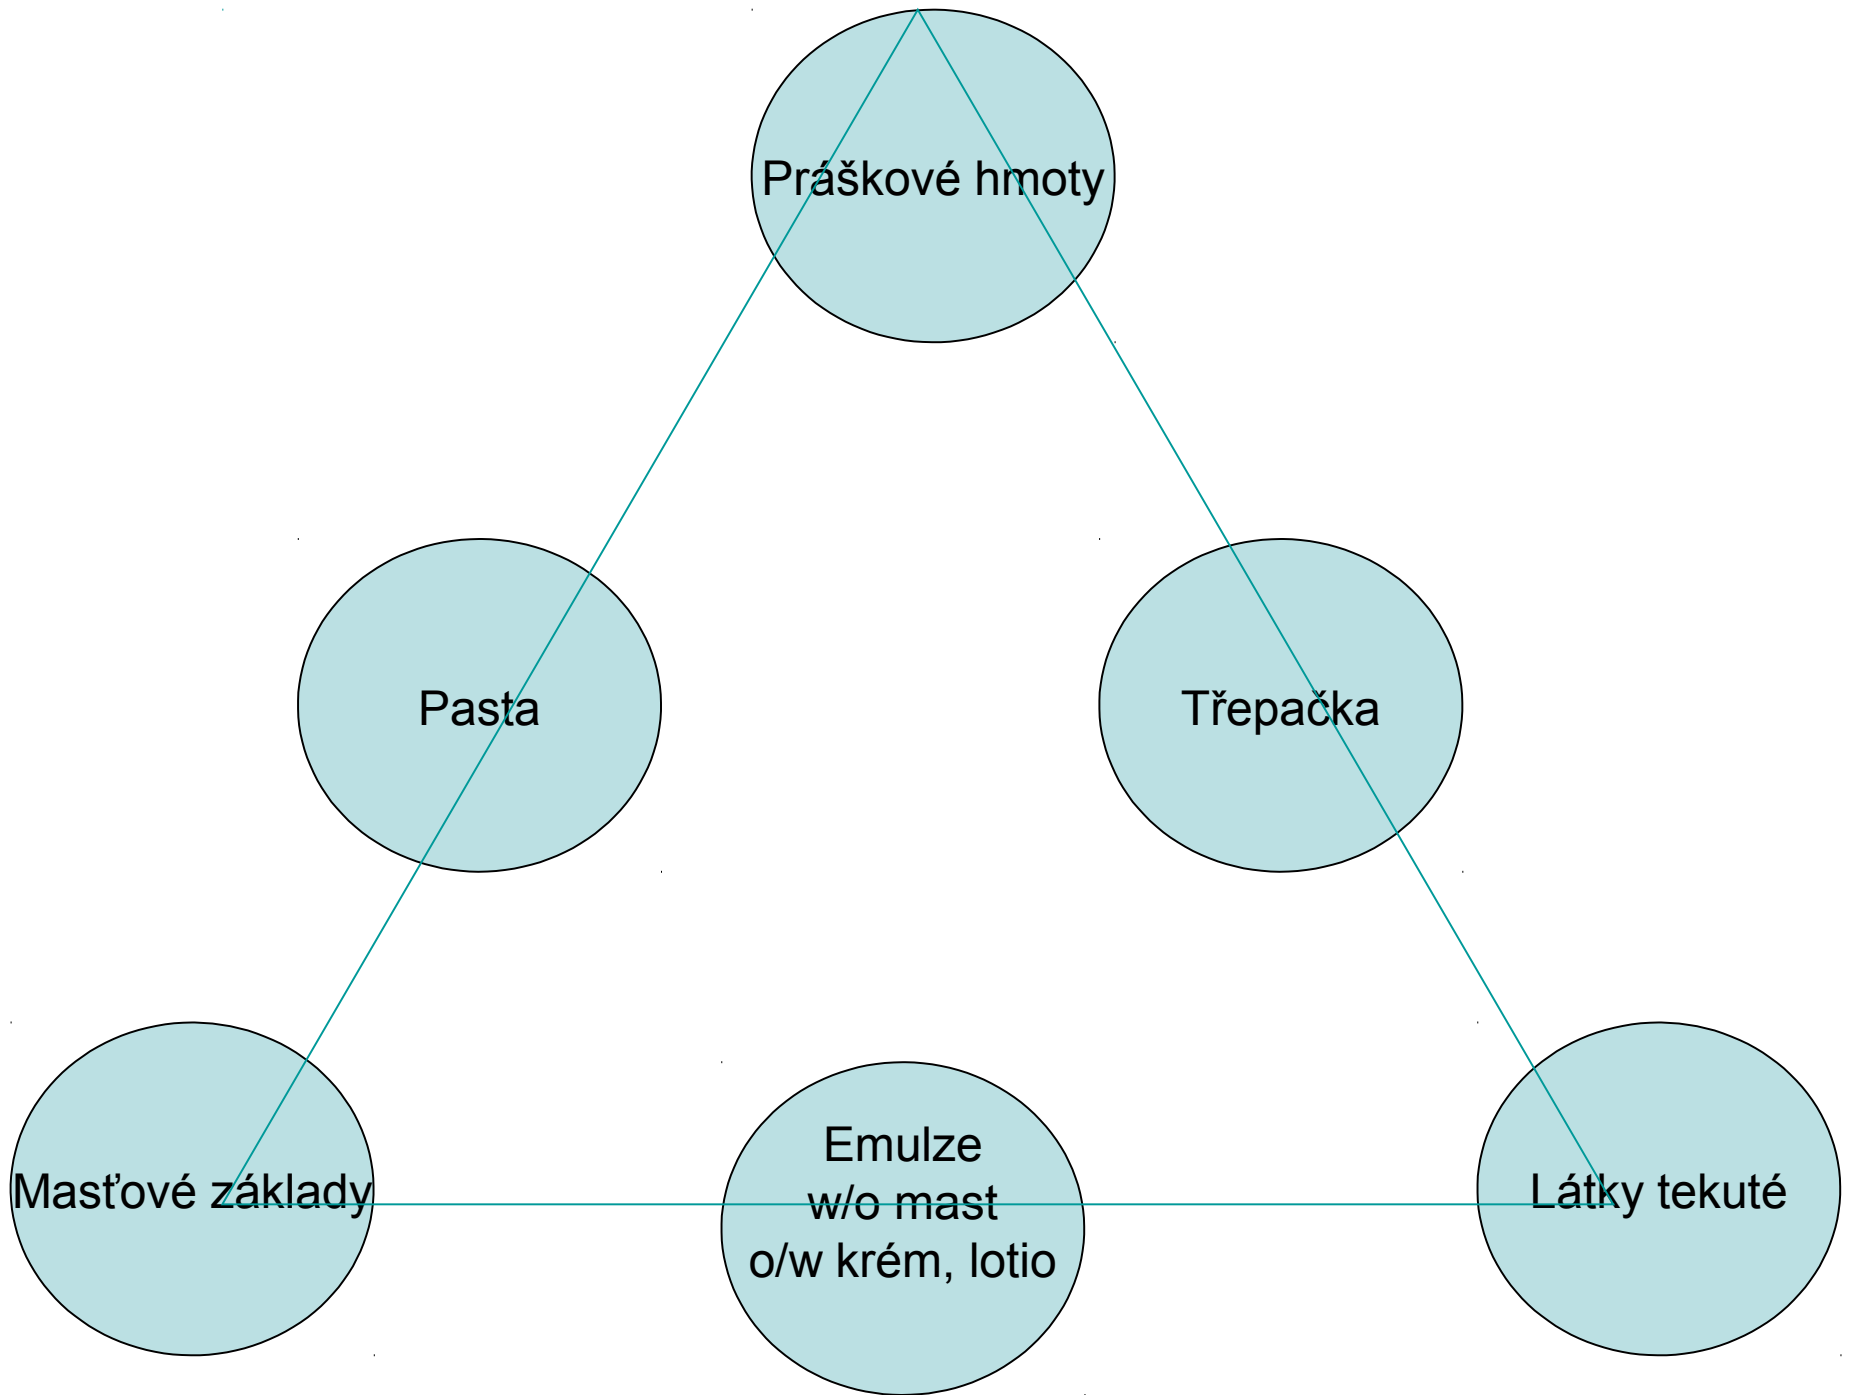 Práškové hmoty
Pasta
Třepačka
Masťové základy
Emulze
w/o mast
o/w krém, lotio
Látky tekuté